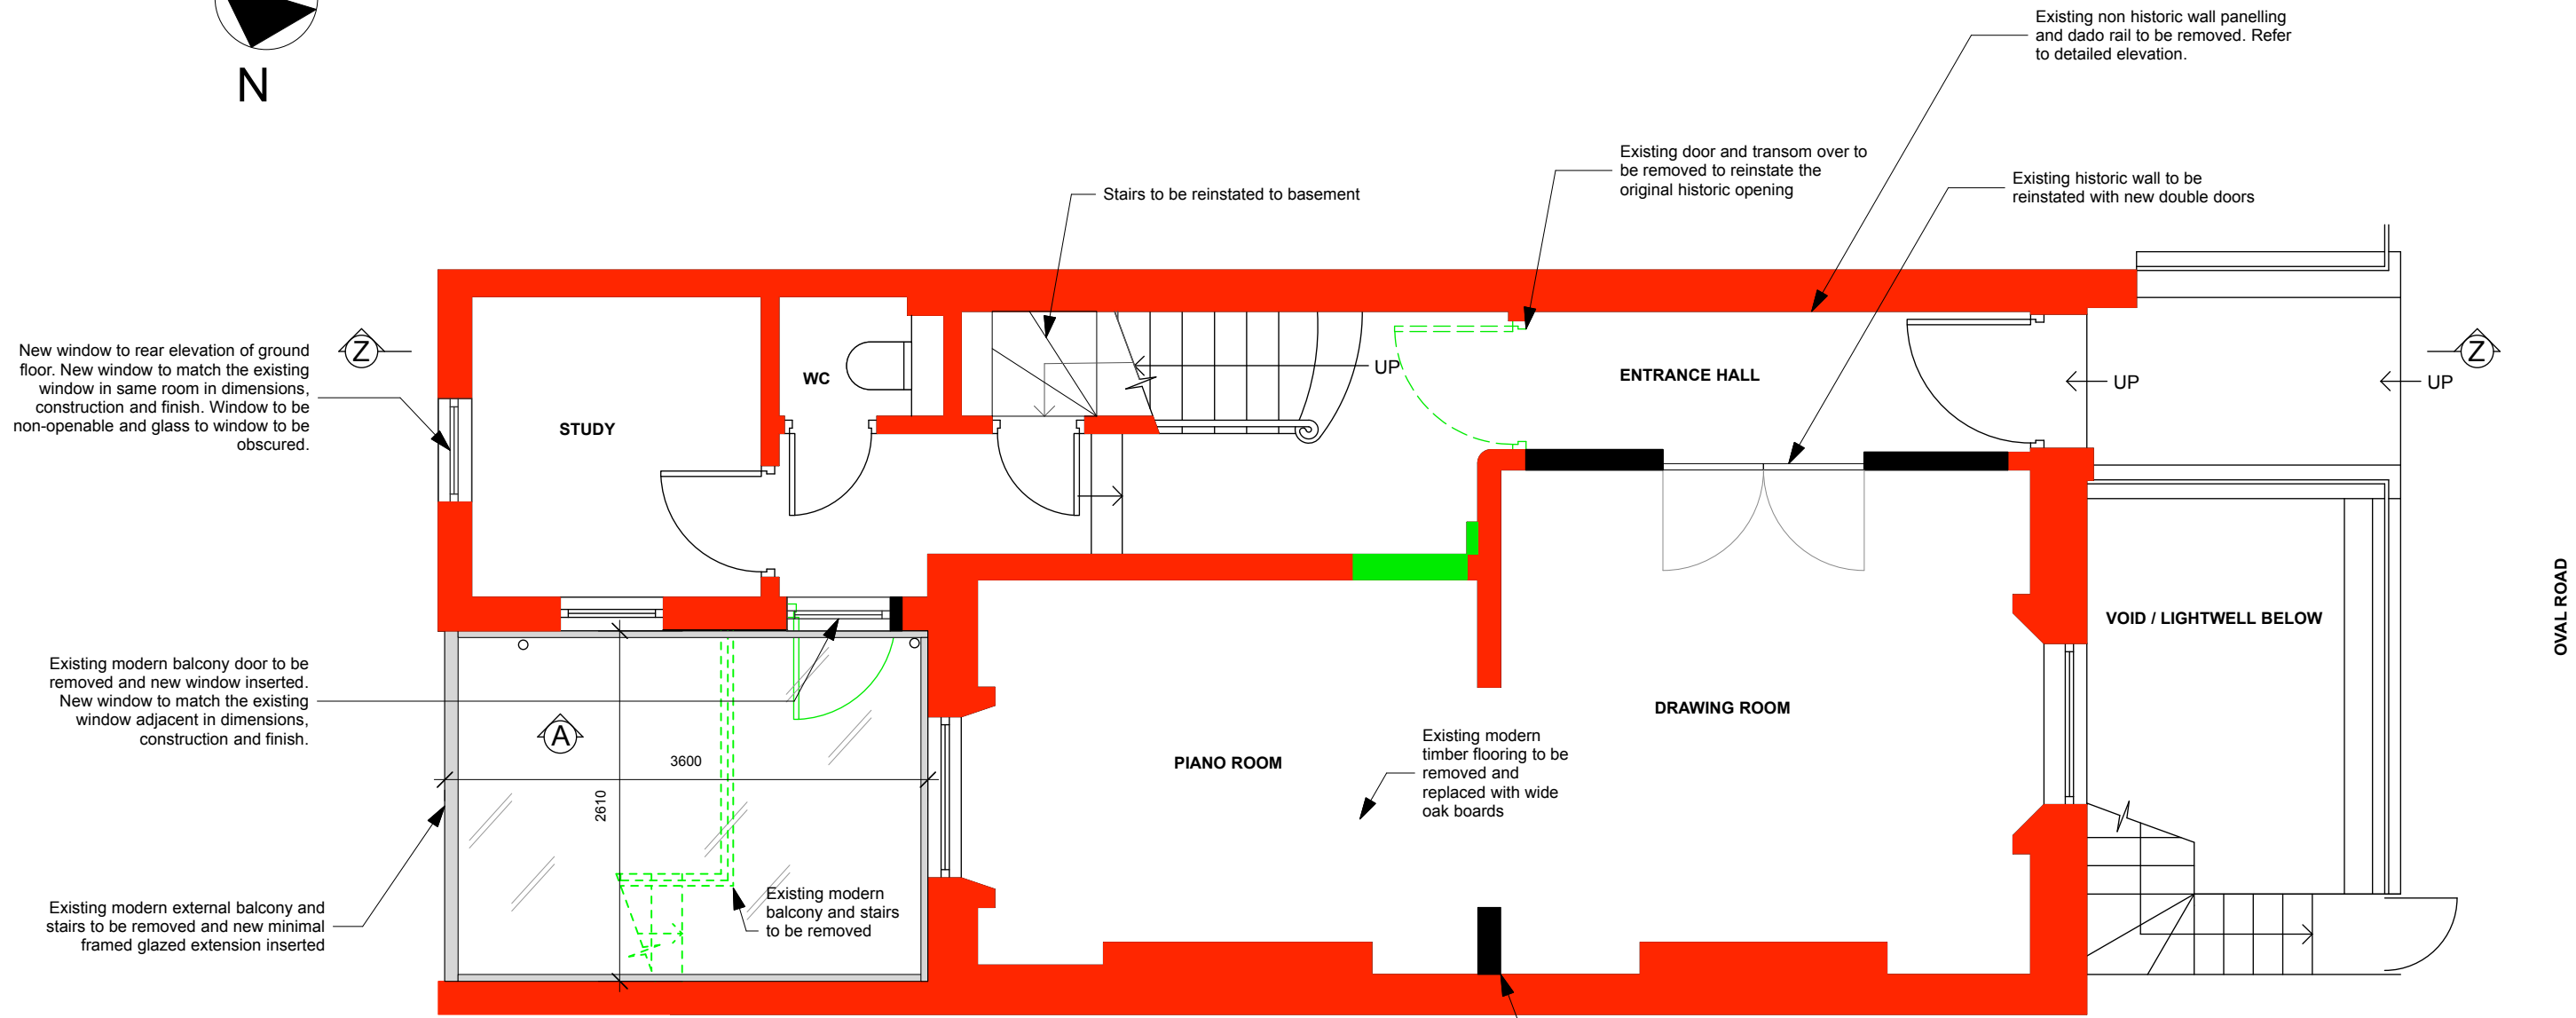 N
Existing non historic wall panelling
and dado rail to be removed. Refer
to detailed elevation.
Existing door and transom over to
be removed to reinstate the
original historic opening
Existing historic wall to be
reinstated with new double doors
Stairs to be reinstated to basement
New window to rear elevation of ground
floor. New window to match the existing
window in same room in dimensions,
construction and finish. Window to be
non-openable and glass to window to be
obscured.
Z
STUDY
WC
UP
ENTRANCE HALL
UP
UP
Z
Existing modern balcony door to be
removed and new window inserted.
New window to match the existing
window adjacent in dimensions,
construction and finish.
A
3600
2610
PIANO ROOM
Existing modern
timber flooring to be
removed and
replaced with wide
oak boards
DRAWING ROOM
VOID / LIGHTWELL BELOW
OVAL ROAD
Existing modern external balcony and
stairs to be removed and new minimal
framed glazed extension inserted
Existing modern
balcony and stairs
to be removed